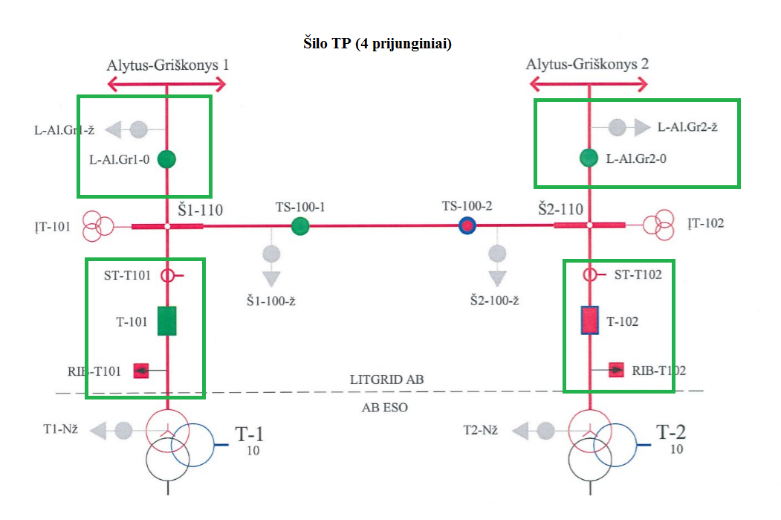 Šilo TP (4 prijunginiai)
Alytus-Griškonys 1
Alytus-Griškonys 2
L-Al.Gr1-ž
L-Al.Gr2-ž
L-Al.Gr1-0
L-Al.Gr2-0
Š1-110
TS-100-1
TS-100-2
Š2-110
ĮT-101
ĮT-102
ST-T101
ST-T102
Š1-100-ž
Š2-100-ž
T-101
T-102
RIB-T101
RIB-T102
LITGRID AB
AB ESO
T1-Nž
T-1
10
T2-Nž
T-2
10